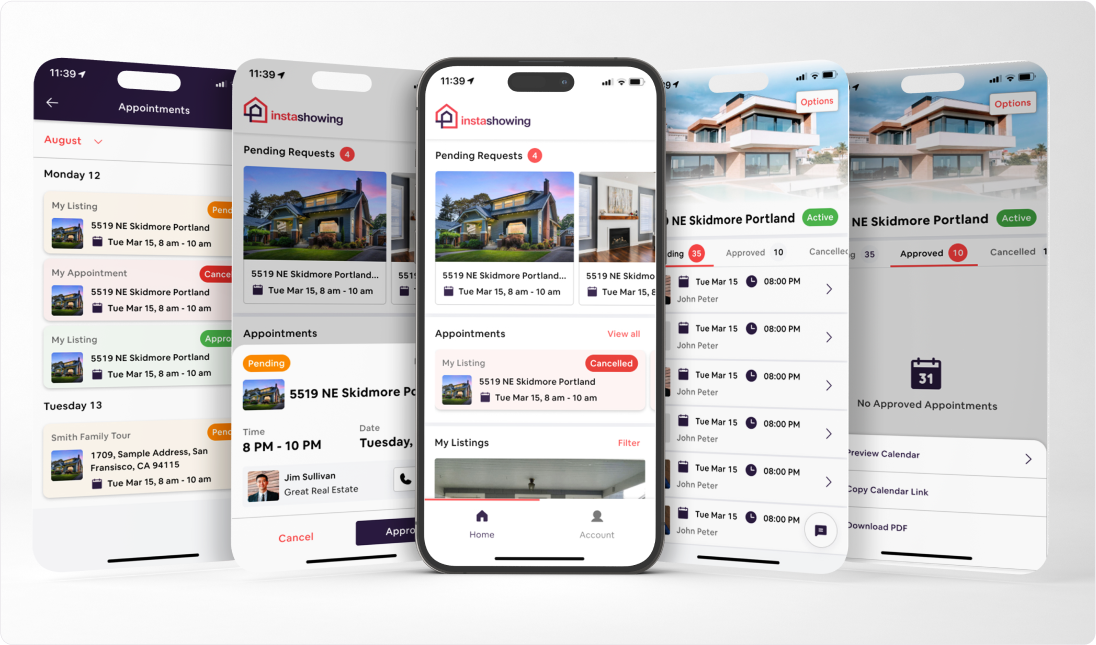 11:39
Appointments
August
Monday 12
My Listing
5519 NE Skidmore Portland
Tue Mar 15, 8 am - 10 am
My Appointment
5519 NE Skidmore Portland
Tue Mar 15, 8 am - 10 am
My Listing
5519 NE Skidmore Portland
Tue Mar 15, 8 am - 10 am
Tuesday 13
Smith Family Tour
1709, Sample Address, San
Fransisco, CA 94115
Tue Mar 15, 8 am - 10 am
11:39
instashowing
Pending Requests 4
5519 NE Skidmore Portland...
Tue Mar 15, 8 am - 10 am
Appointments
Pending
5519 NE Skidmore
Time
8 PM - 10 PM
Date
Tuesday,
Jim Sullivan
Great Real Estate
Cancel
11:39
instashowing
Pending Requests 4
5519 NE Skidmore Portland...
Tue Mar 15, 8 am - 10 am
5519 NE Skidmore
Tue Mar 15, 8
Appointments View all
My Listing Cancelled
5519 NE Skidmore Portland
Tue Mar 15, 8 am - 10 am
My Listings Filter
Home Account
Options
NE Skidmore Portland Active
35 Approved 10 Cancelled
Tue Mar 15 08:00 PM
John Peter
Tue Mar 15 08:00 PM
John Peter
Tue Mar 15 08:00 PM
John Peter
Tue Mar 15 08:00 PM
John Peter
Tue Mar 15 08:00 PM
John Peter
Tue Mar 15 08:00 PM
John Peter
Options
NE Skidmore Portland Active
35 Approved 10 Cancelled
31
No Approved Appointments
Preview Calendar
Copy Calendar Link
Download PDF